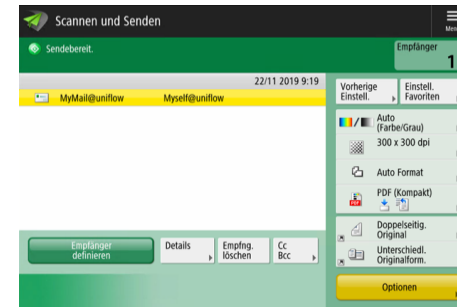 Scannen und Senden
Menü
Sendebereit.
Empfänger
1
22/11 2019 9:19
MyMail@uniflow Myself@uniflow
Vorherige
Einstell.
Einstell.
Favoriten
Auto
(Farbe/Grau)
300 x 300 dpi
Auto Format
PDF (Kompakt)
PDF
Doppelseitig.
Original
Unterschiedl.
Originalform.
Empfänger
definieren
Details
Empfng.
löschen
Cc
Bcc
Optionen